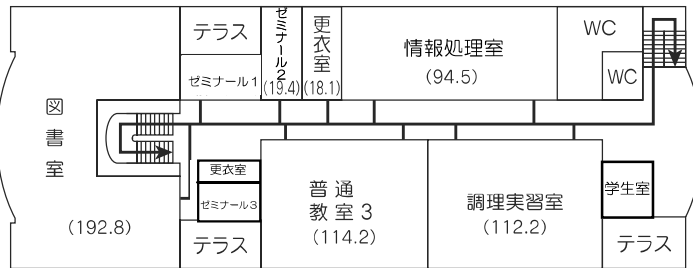 テラス
ゼミナール1
ゼミナール2
(19.4)
更衣室
(18.1)
情報処理室
(94.5)
WC
WC
図書室
(192.8)
更衣室
ゼミナール3
テラス
普通
教室3
(114.2)
調理実習室
(112.2)
学生室
テラス